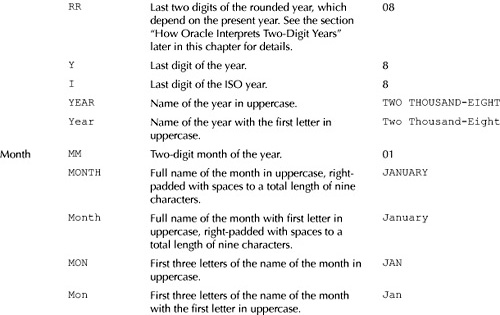 RR Last two digits of the rounded year, which 08
depend on the present year. See the section
“How Oracle Interprets Two-Digit Years”
later in this chapter for details.
Y Last digit of the year. 8
I Last digit of the ISO year. 8
YEAR Name of the year in uppercase. TWO THOUSAND-EIGHT
Year Name of the year with the first letter in Two Thousand-Eight
uppercase.
Month MM Two-digit month of the year. 01
MONTH Full name of the month in uppercase, right- JANUARY
padded with spaces to a total length of nine
characters.
Month Full name of the month with first letter in January
uppercase, right-padded with spaces to a
total length of nine characters.
MON First three letters of the name of the month in JAN
uppercase.
Mon First three letters of the name of the month Jan
with the first letter in uppercase.